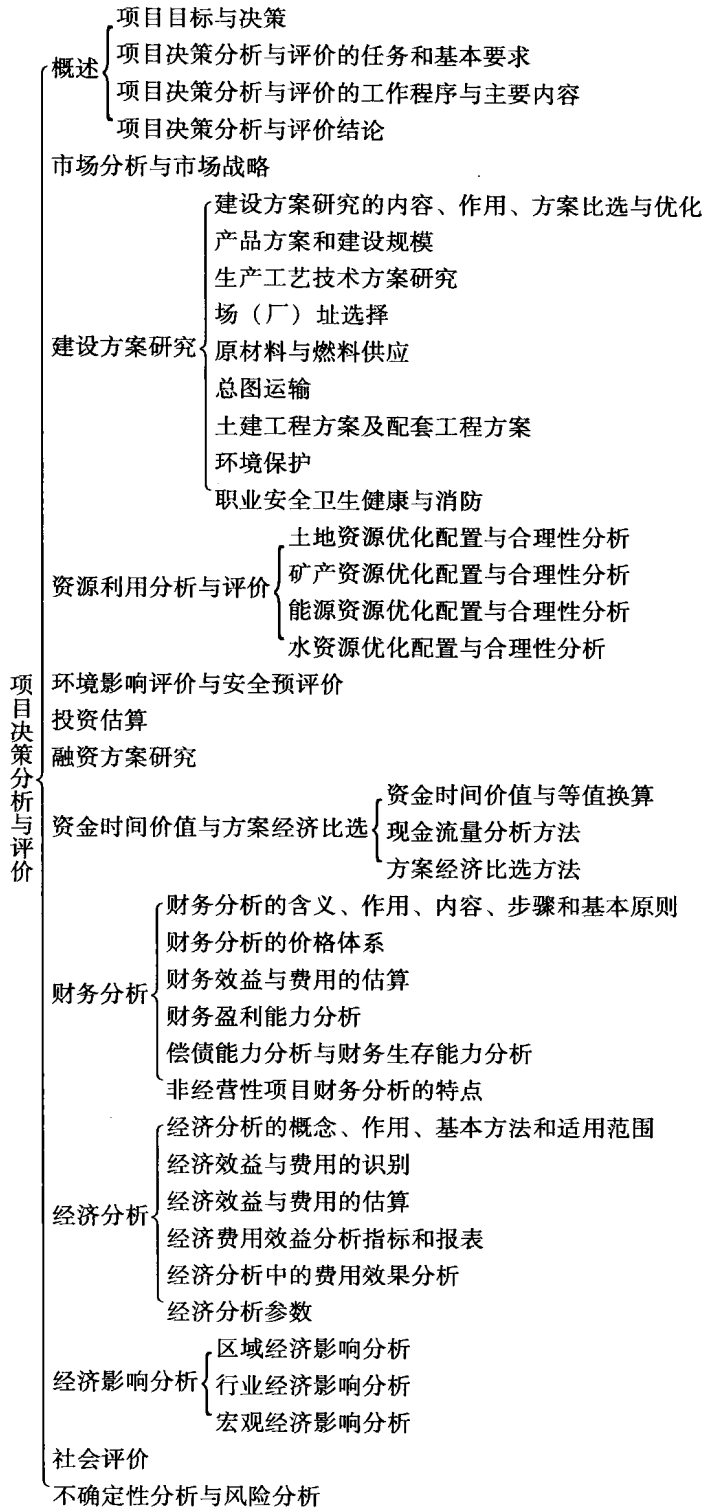 项目决策分析与评价
概述
项目目标与决策
项目决策分析与评价的任务和基本要求
项目决策分析与评价的工作程序与主要内容
项目决策分析与评价结论
市场分析与市场战略
建设方案研究
建设方案研究的内容、作用、方案比选与优化
产品方案和建设规模
生产工艺技术方案研究
场（厂）址选择
原材料与燃料供应
总图运输
土建工程方案及配套工程方案
环境保护
职业安全卫生健康与消防
资源利用分析与评价
土地资源优化配置与合理性分析
矿产资源优化配置与合理性分析
能源资源优化配置与合理性分析
水资源优化配置与合理性分析
环境影响评价与安全预评价
投资估算
融资方案研究
资金时间价值与方案经济比选
资金时间价值与等值换算
现金流量分析方法
方案经济比选方法
财务分析
财务分析的含义、作用、内容、步骤和基本原则
财务分析的价格体系
财务效益与费用的估算
财务盈利能力分析
偿债能力分析与财务生存能力分析
非经营性项目财务分析的特点
经济分析
经济分析的概念、作用、基本方法和适用范围
经济效益与费用的识别
经济效益与费用的估算
经济费用效益分析指标和报表
经济分析中的费用效果分析
经济分析参数
经济影响分析
区域经济影响分析
行业经济影响分析
宏观经济影响分析
社会评价
不确定性分析与风险分析